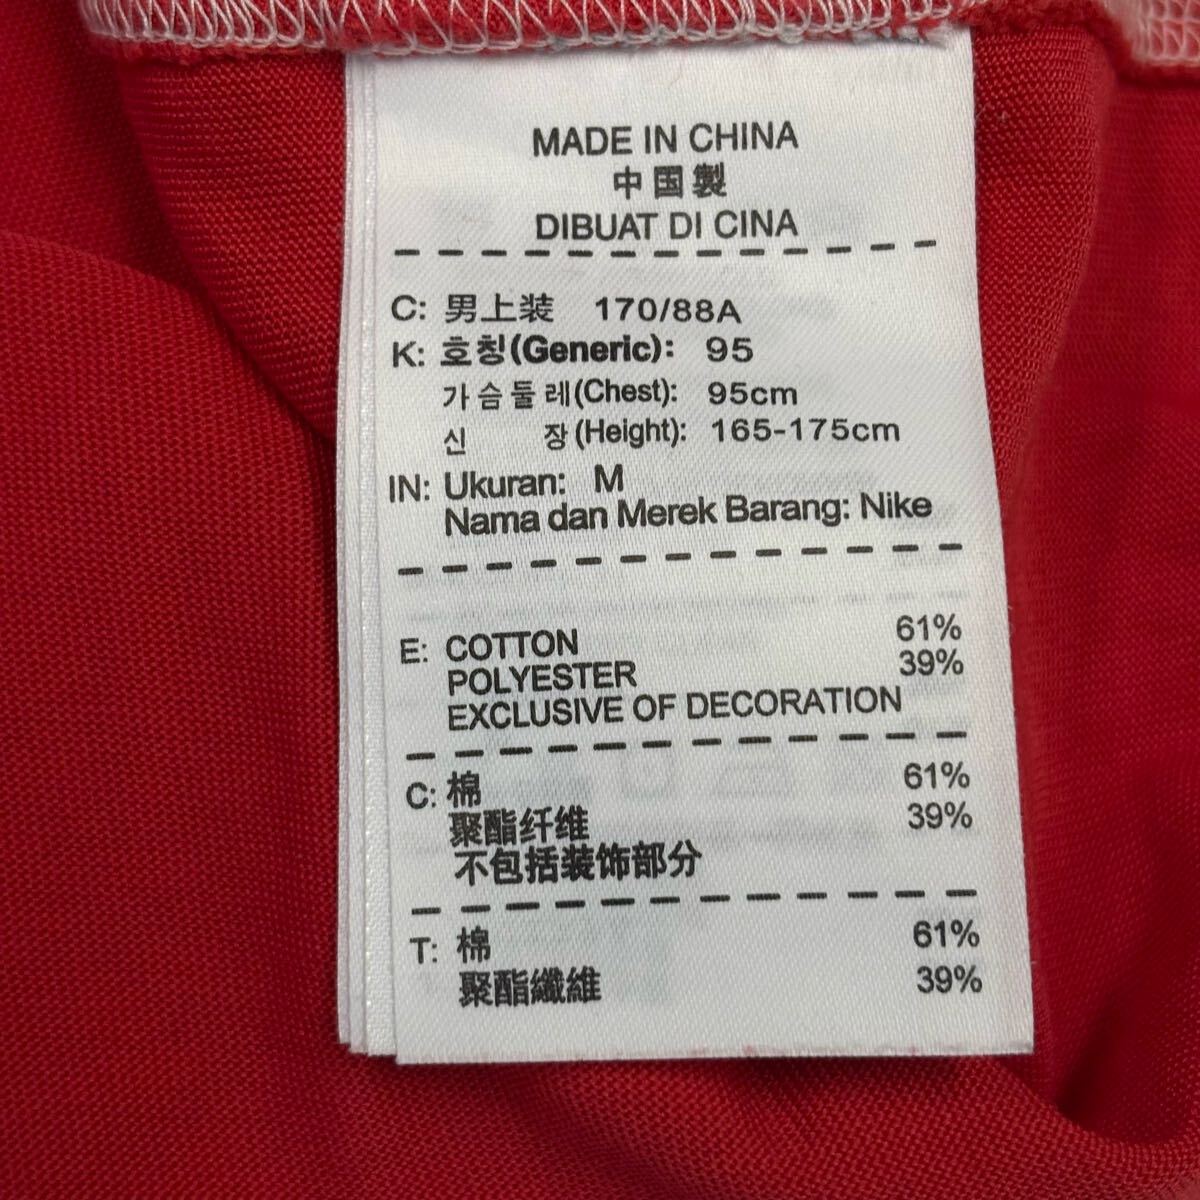 MADE IN CHINA
中国製
DIBUAT DI CINA
C: 男上装 170/88A
K: 호칭(Generic): 95
가슴둘레(Chest): 95cm
신 장(Height): 165-175cm
IN: Ukuran: M
Nama dan Merek Barang: Nike
E: COTTON 61%
POLYESTER 39%
EXCLUSIVE OF DECORATION
C: 棉 61%
聚酯纤维 39%
不包括装饰部分
T: 棉 61%
聚酯纖維 39%